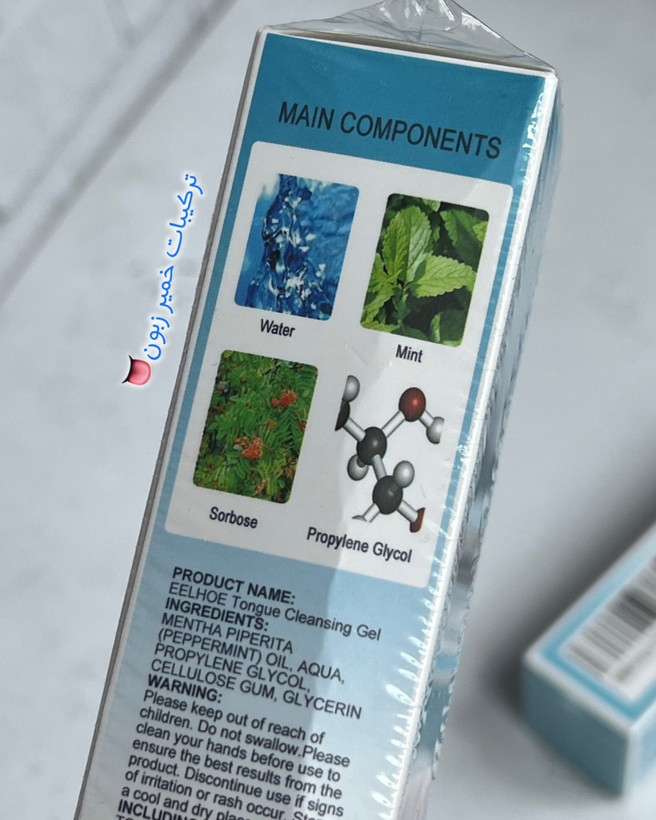 MAIN COMPONENTS
Water
Mint
Sorbose
Propylene Glycol
ترکیبات خمیر زبون👅
PRODUCT NAME:
EELHOE Tongue Cleansing Gel
INGREDIENTS:
MENTHA PIPERITA
(PEPPERMINT) OIL, AQUA,
PROPYLENE GLYCOL,
CELLULOSE GUM, GLYCERIN
WARNING:
Please keep out of reach of
children. Do not swallow.Please
clean your hands before use to
ensure the best results from the
product. Discontinue use if signs
of irritation or rash occur.
a cool and dry